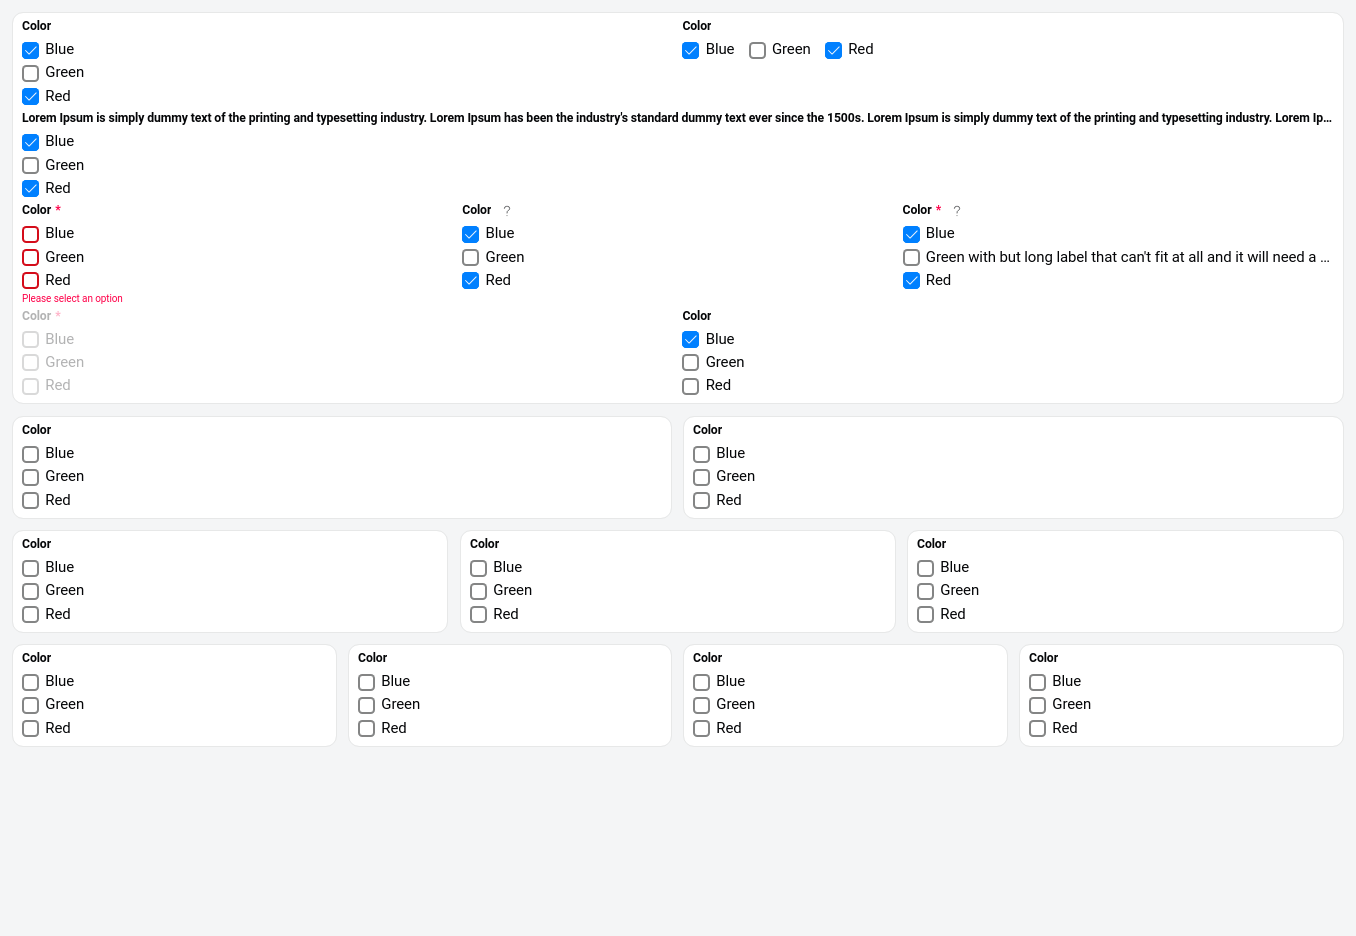 Color
Blue
Green
Red
Color
Blue Green Red
Lorem Ipsum is simply dummy text of the printing and typesetting industry. Lorem Ipsum has been the industry's standard dummy text ever since the 1500s. Lorem Ipsum is simply dummy text of the printing and typesetting industry. Lorem Ip...
Blue
Green
Red
Color *
Blue
Green
Red
Please select an option
Color ?
Blue
Green
Red
Color * ?
Blue
Green with but long label that can't fit at all and it will need a ...
Red
Color *
Blue
Green
Red
Color
Blue
Green
Red
Color
Blue
Green
Red
Color
Blue
Green
Red
Color
Blue
Green
Red
Color
Blue
Green
Red
Color
Blue
Green
Red
Color
Blue
Green
Red
Color
Blue
Green
Red
Color
Blue
Green
Red
Color
Blue
Green
Red